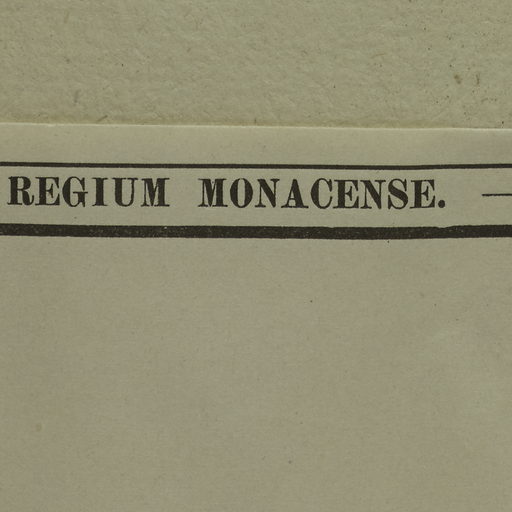 REGIUM MONACENSE. —